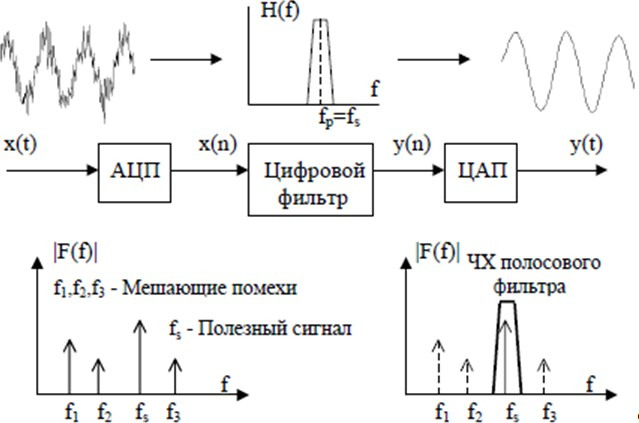 H(f)
f
fp=fs
x(t)
АЦП
x(n)
Цифровой
фильтр
y(n)
ЦАП
y(t)
|F(f)|
f1,f2,f3 - Мешающие помехи
fs - Полезный сигнал
f
f1 f2 fs f3
|F(f)|
ЧХ полосового
фильтра
f
f1 f2 fs f3